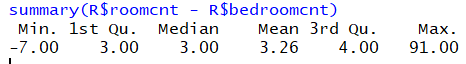 summary(R$roomcnt - R$bedroomcnt)
Min. 1st Qu. Median Mean 3rd Qu. Max.
-7.00 3.00 3.00 3.26 4.00 91.00